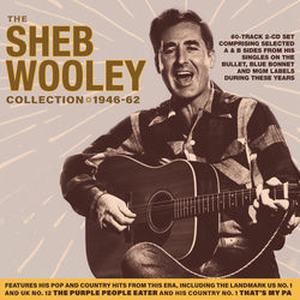 THE
SHEB
WOOLEY
COLLECTION 1946-62
60-TRACK 2-CD SET
COMPRISING SELECTED
A & B SIDES FROM HIS
SINGLES ON THE
BULLET, BLUE BONNET
AND MGM LABELS
DURING THESE YEARS
FEATURES HIS POP AND COUNTRY HITS FROM THIS ERA, INCLUDING THE LANDMARK US NO. 1
AND UK NO. 12 THE PURPLE PEOPLE EATER AND HIS COUNTRY NO. 1 THAT'S MY PA